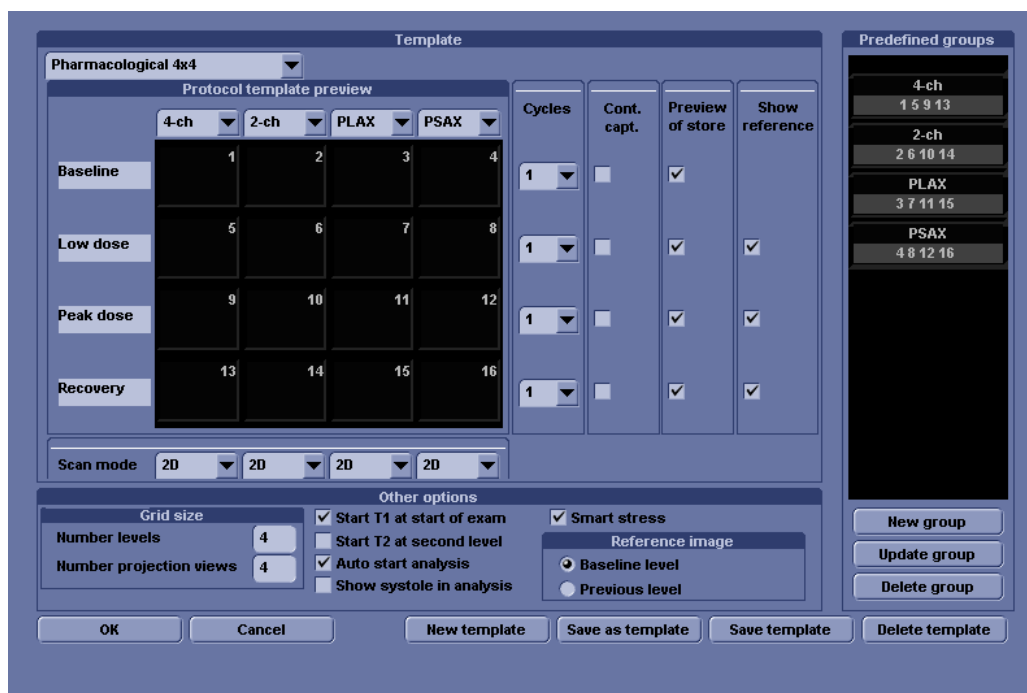 Template
Predefined groups
Pharmacological 4x4
Protocol template preview
4-ch 2-ch PLAX PSAX
Cycles
Cont. capt.
Preview of store
Show reference
Baseline 1 2 3 4 1
Low dose 5 6 7 8 1
Peak dose 9 10 11 12 1
Recovery 13 14 15 16 1
Scan mode 2D 2D 2D 2D
4-ch
1 5 9 13
2-ch
2 6 10 14
PLAX
3 7 11 15
PSAX
4 8 12 16
Other options
Grid size
Number levels 4
Number projection views 4
Start T1 at start of exam
Start T2 at second level
Auto start analysis
Show systole in analysis
Smart stress
Reference image
Baseline level
Previous level
New group
Update group
Delete group
OK Cancel New template Save as template Save template Delete template